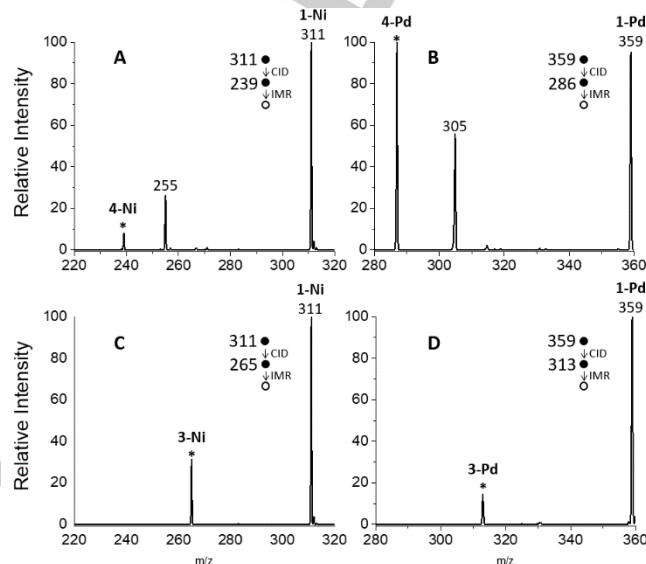 1-Ni
311
A
311
CID
239
IMR
Relative Intensity
100
80
60
40
20
0
255
4-Ni
*
220 240 260 280 300 320
4-Pd
*
1-Pd
359
B
359
CID
286
IMR
305
100
80
60
40
20
0
280 300 320 340 360
1-Ni
311
C
311
CID
265
IMR
Relative Intensity
100
80
60
40
20
0
3-Ni
*
220 240 260 280 300 320
m/z
1-Pd
359
D
359
CID
313
IMR
100
80
60
40
20
0
3-Pd
*
280 300 320 340 360
m/z